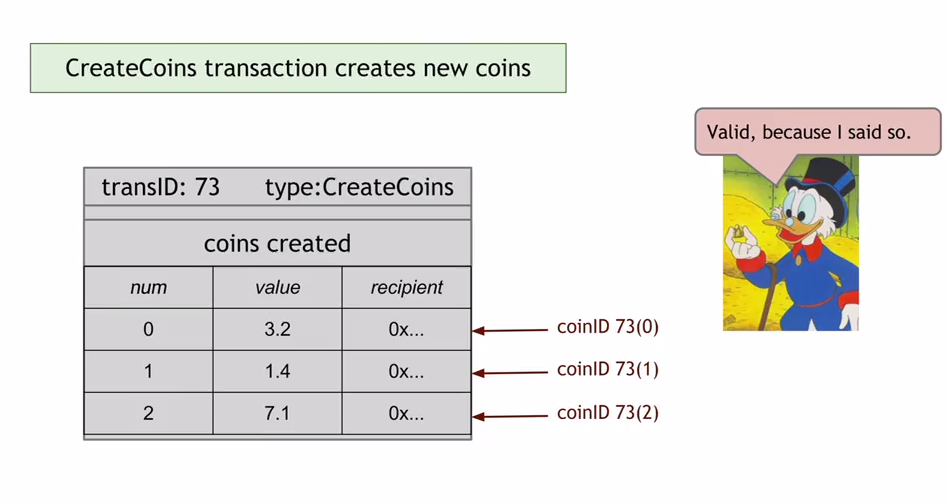 CreateCoins transaction creates new coins
Valid, because I said so.
transID: 73 type:CreateCoins
coins created
num value recipient
0 3.2 0x... coinID 73(0)
1 1.4 0x... coinID 73(1)
2 7.1 0x... coinID 73(2)